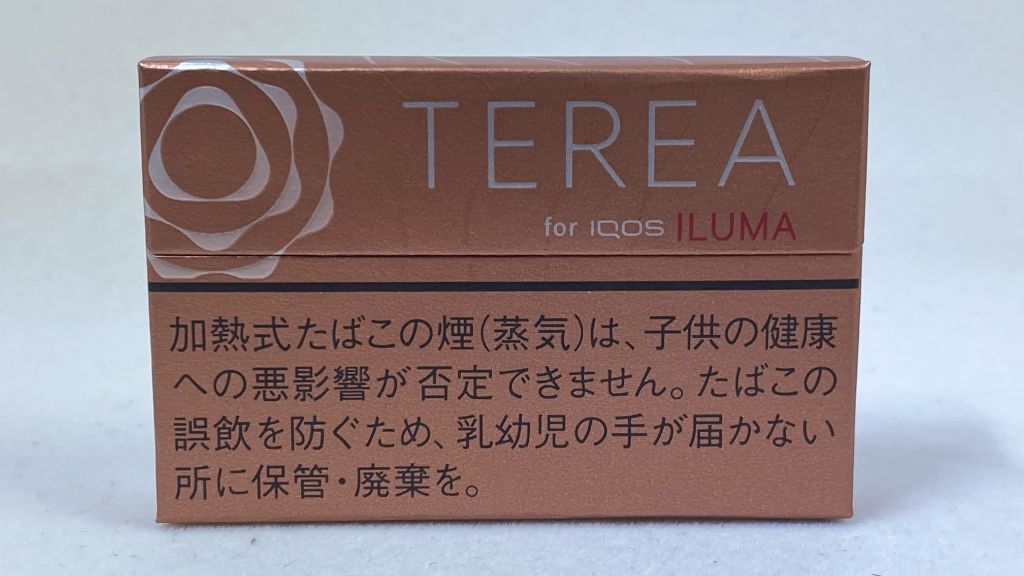 TEREA
for IQOS ILUMA
加熱式たばこの煙(蒸気)は、子供の健康
への悪影響が否定できません。たばこの
誤飲を防ぐため、乳幼児の手が届かない
所に保管・廃棄を。